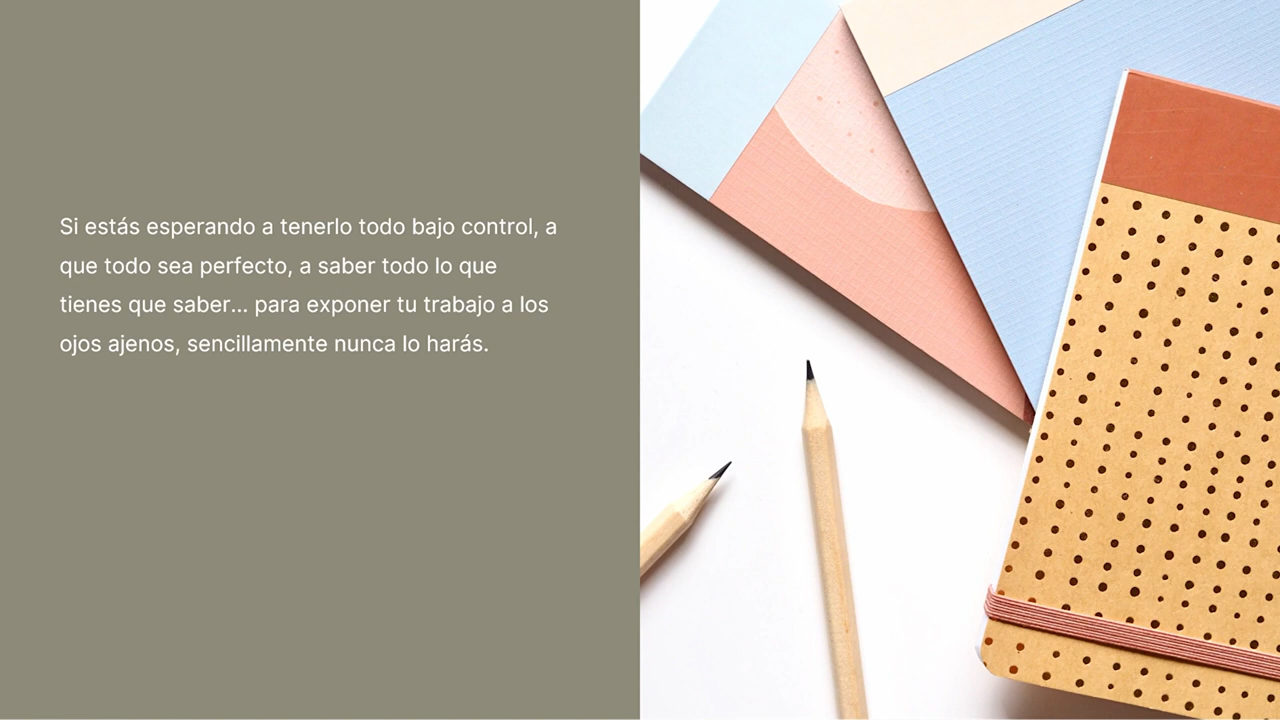 Si estás esperando a tenerlo todo bajo control, a
que todo sea perfecto, a saber todo lo que
tienes que saber... para exponer tu trabajo a los
ojos ajenos, sencillamente nunca lo harás.